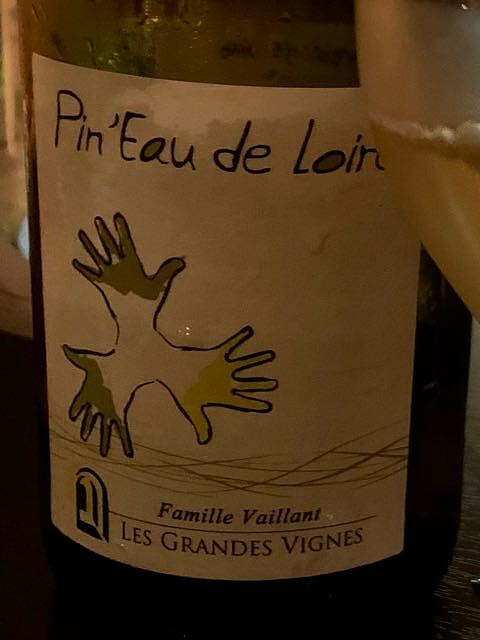 Pin'Eau de Loir
Famille Vaillant
LES GRANDES VIGNES